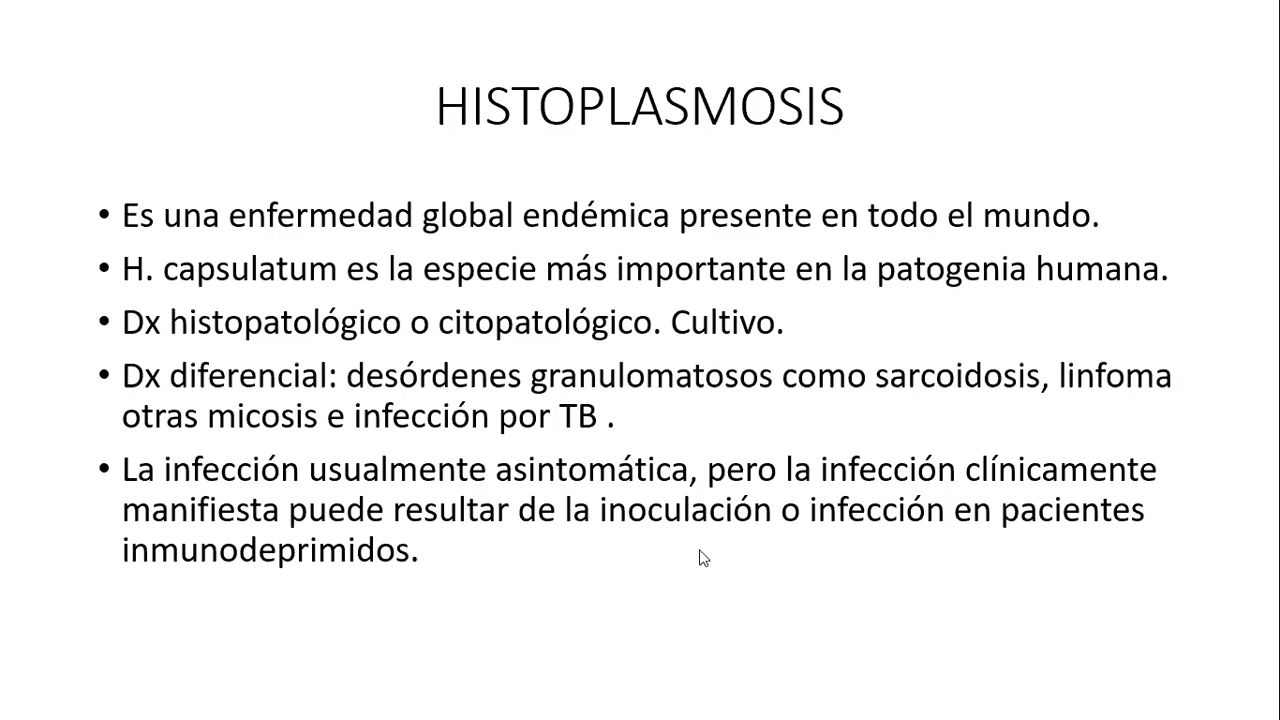 HISTOPLASMOSIS
• Es una enfermedad global endémica presente en todo el mundo.
• H. capsulatum es la especie más importante en la patogenia humana.
• Dx histopatológico o citopatológico. Cultivo.
• Dx diferencial: desórdenes granulomatosos como sarcoidosis, linfoma
otras micosis e infección por TB .
• La infección usualmente asintomática, pero la infección clínicamente
manifiesta puede resultar de la inoculación o infección en pacientes
inmunodeprimidos.